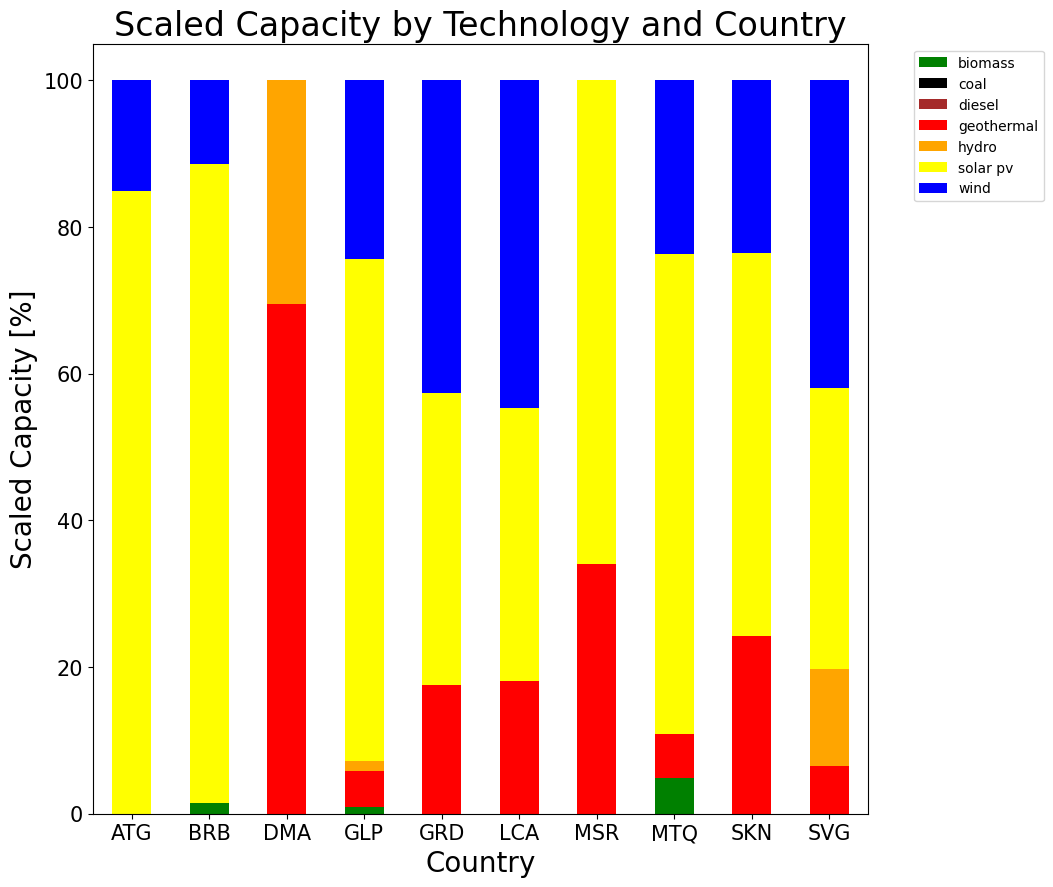 Scaled Capacity by Technology and Country
Scaled Capacity [%]
100
80
60
40
20
0
ATG BRB DMA GLP GRD LCA MSR MTQ SKN SVG
Country
biomass
coal
diesel
geothermal
hydro
solar pv
wind